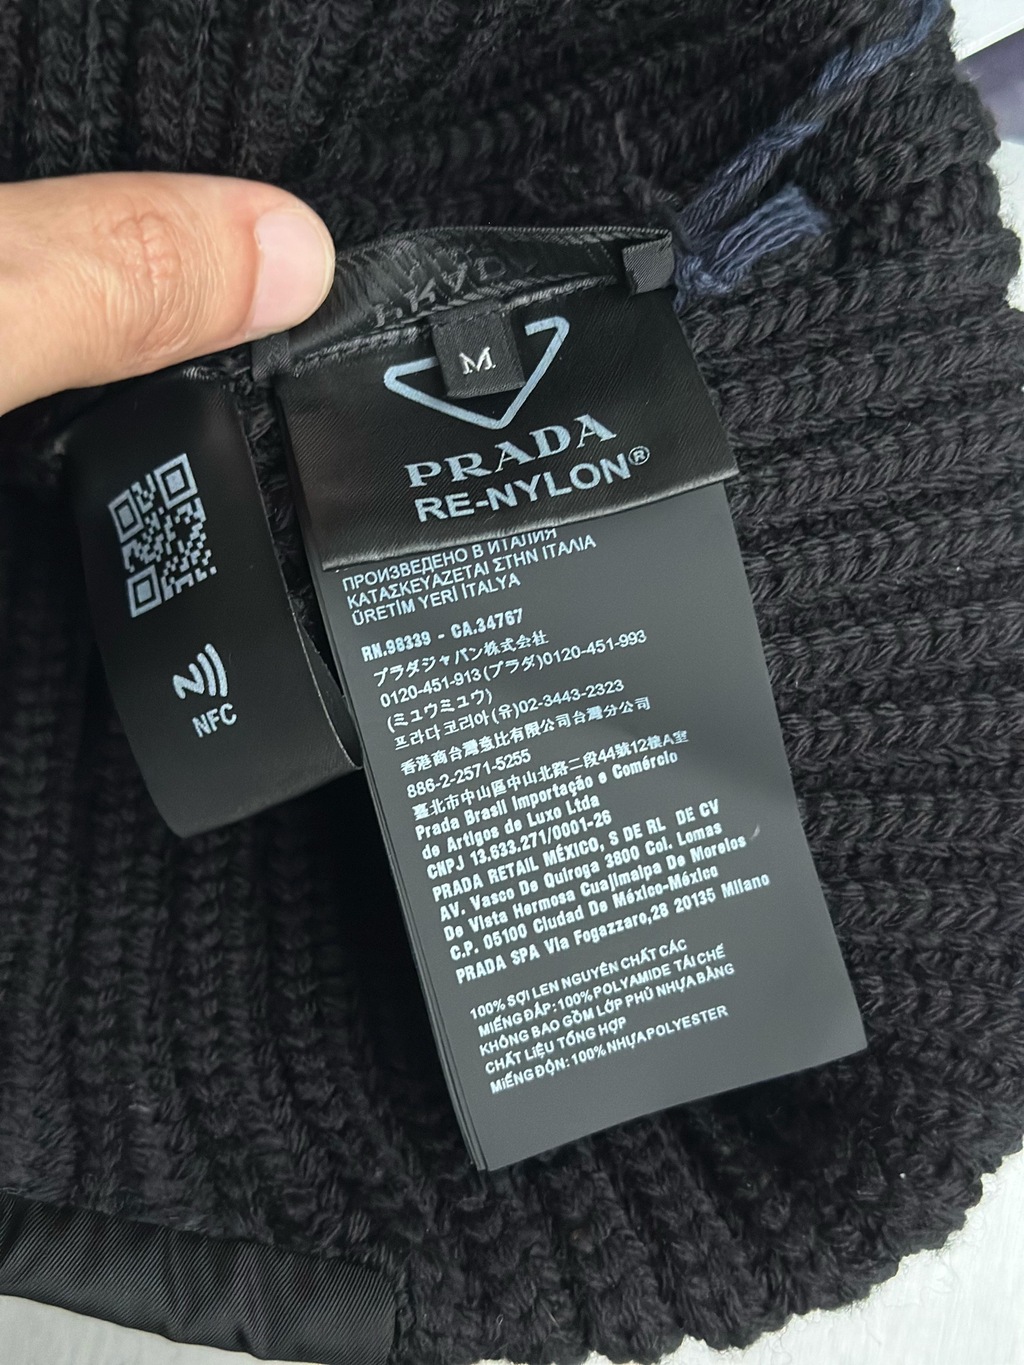 M
PRADA
RE-NYLON®
NFC
ПРОИЗВЕДЕНО В ИТАЛИЯ
ΚΑΤΑΣΚΕΥΑΖΕΤΑΙ ΣΤΗΝ ΙΤΑΛΙΑ
ÜRETİM YERİ İTALYA
RN.98339 - CA.34767
プラダジャパン株式会社
0120-451-913(プラダ)0120-451-993
(ミュウミュウ)
프라다코리아(유)02-3443-2323
香港商台灣意比有限公司台灣分公司
886-2-2571-5255
臺北市中山區中山北路二段44號12樓A室
Prada Brasil Importação e Comércio
de Artigos de Luxo Ltda
CNPJ 13.633.271/0001-26
PRADA RETAIL MÉXICO, S DE RL DE CV
AV. Vasco De Quiroga 3800 Col. Lomas
De Vista Hermosa Cuajimalpa De Morelos
C.P. 05100 Ciudad De México-México
PRADA SPA Via Fogazzaro,28 20135 Milano
100% SỢI LEN NGUYÊN CHẤT CÁC
MIẾNG ĐẮP: 100% POLYAMIDE TÁI CHẾ
KHÔNG BAO GỒM LỚP PHỦ NHỰA BẰNG
CHẤT LIỆU TỔNG HỢP
MIẾNG ĐỘN: 100% NHỰA POLYESTER